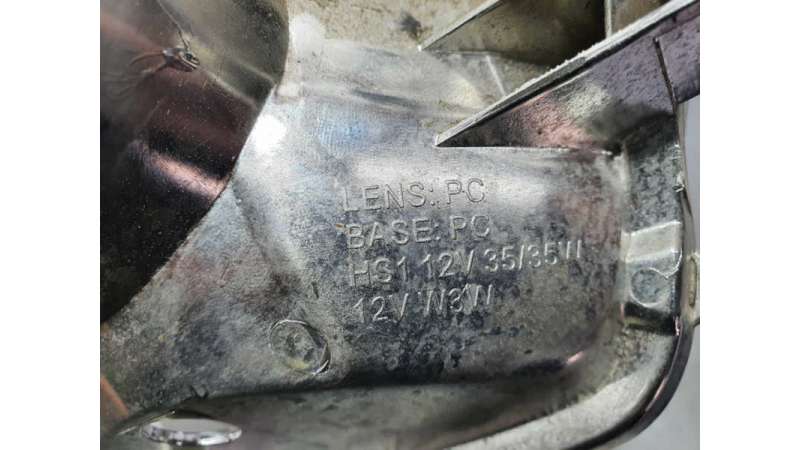 LENS: PC
BASE: PC
HS1 12V 35/35W
12V W3W